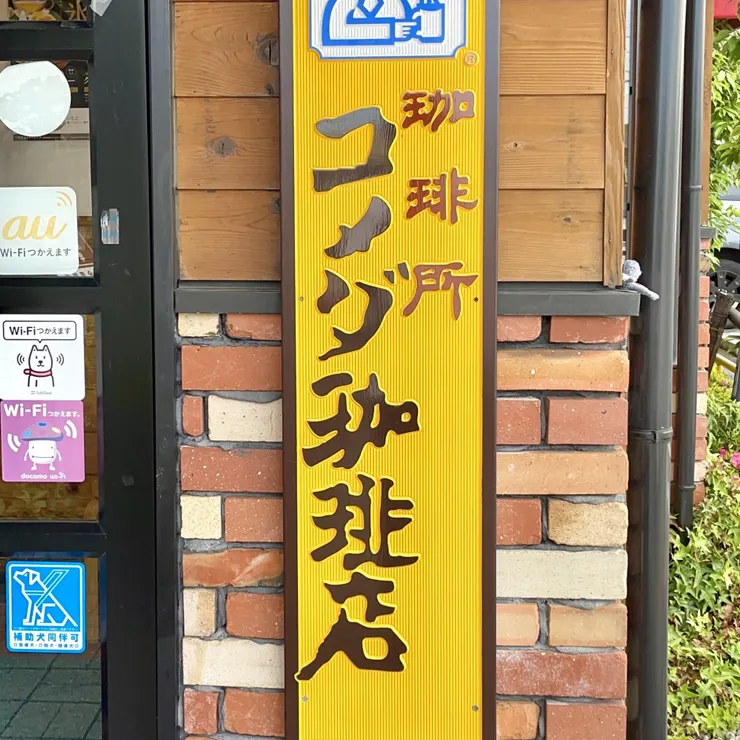 珈琲所
コメダ珈琲店
®
au
Wi-Fiつかえます
Wi-Fiつかえます
Wi-Fiつかえます。
docomo Wi-Fi
補助犬同伴可